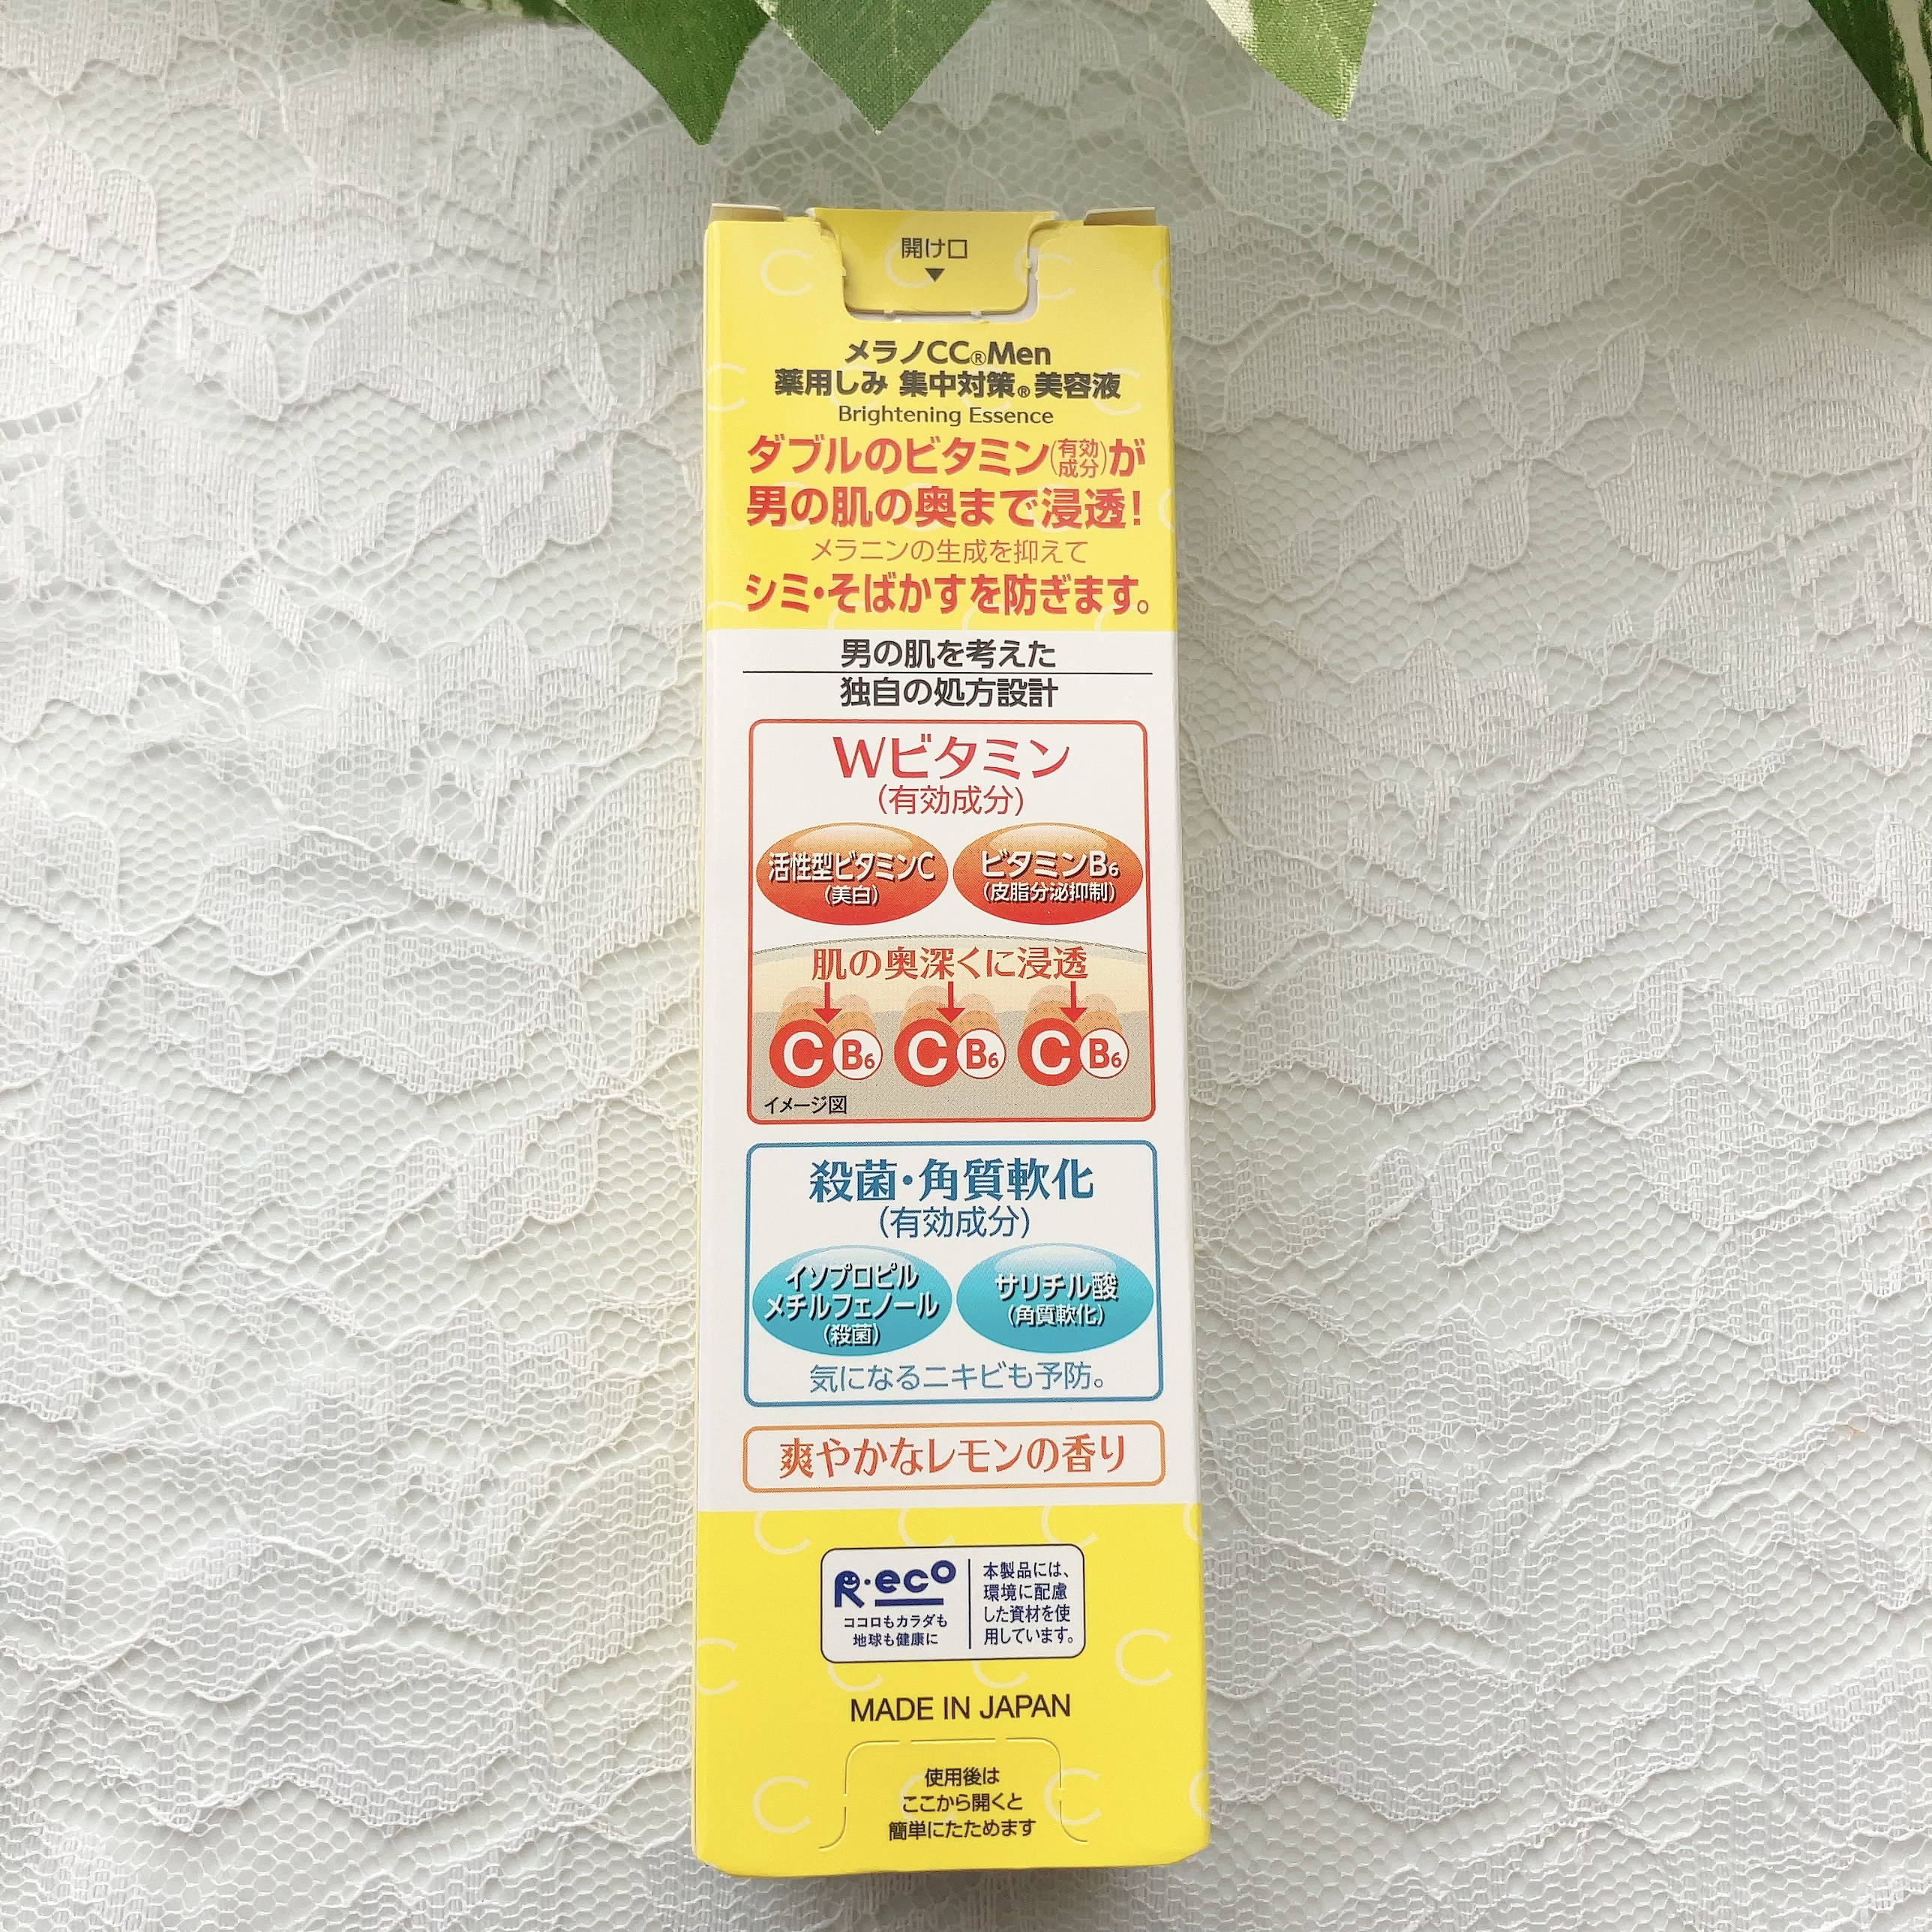 開け口
メラノCC®Men
薬用しみ 集中対策®美容液
Brightening Essence
ダブルのビタミン(有効成分)が
男の肌の奥まで浸透!
メラニンの生成を抑えて
シミ・そばかすを防ぎます。
男の肌を考えた
独自の処方設計
Wビタミン
(有効成分)
活性型ビタミンC
(美白)
ビタミンB6
(皮脂分泌抑制)
肌の奥深くに浸透
C B6 C B6 C B6
イメージ図
殺菌・角質軟化
(有効成分)
イソプロピル
メチルフェノール
(殺菌)
サリチル酸
(角質軟化)
気になるニキビも予防。
爽やかなレモンの香り
R・eco
ココロもカラダも
地球も健康に
本製品には、
環境に配慮
した資材を使
用しています。
MADE IN JAPAN
使用後は
ここから開くと
簡単にたためます